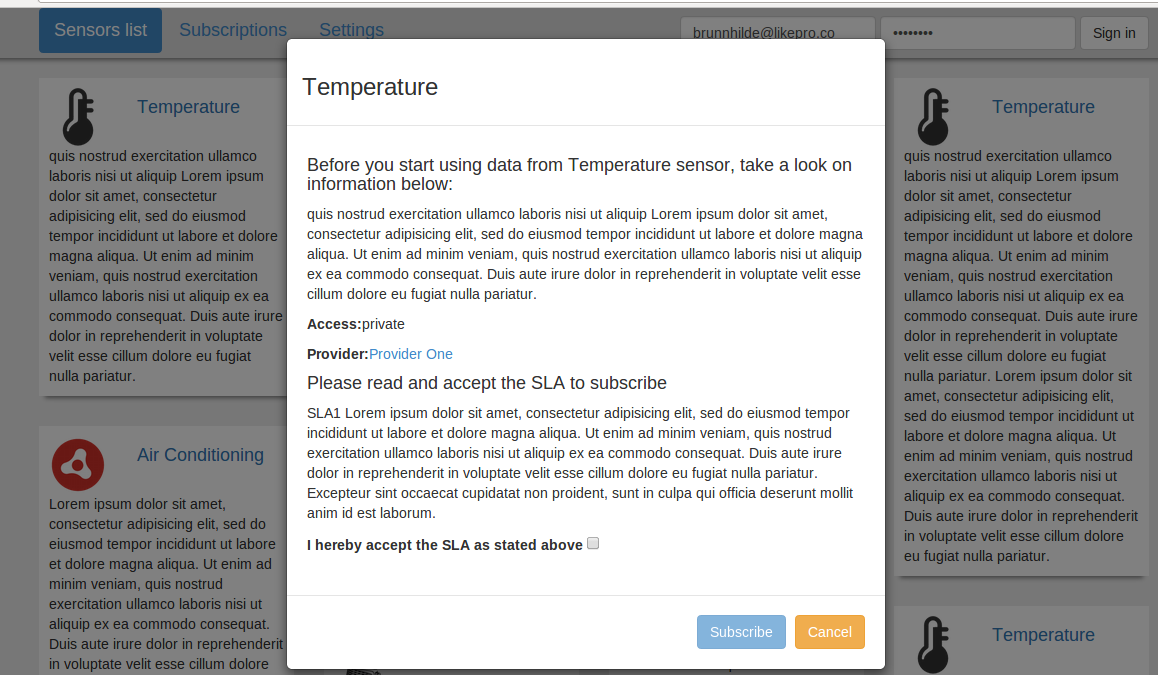 Sensors list
Subscriptions
Settings
brunnhilde@likepro.co
••••••••
Sign in
Temperature
quis nostrud exercitation ullamco
laboris nisi ut aliquip Lorem ipsum
dolor sit amet, consectetur
adipisicing elit, sed do eiusmod
tempor incididunt ut labore et dolore
magna aliqua. Ut enim ad minim
veniam, quis nostrud exercitation
ullamco laboris nisi ut aliquip ex ea
commodo consequat. Duis aute irure
dolor in reprehenderit in voluptate
velit esse cillum dolore eu fugiat
nulla pariatur.
Air Conditioning
Lorem ipsum dolor sit amet,
consectetur adipisicing elit, sed do
eiusmod tempor incididunt ut labore
et dolore magna aliqua. Ut enim ad
minim veniam, quis nostrud
exercitation ullamco laboris nisi ut
aliquip ex ea commodo consequat.
Duis aute irure dolor in reprehenderit
in voluptate velit esse cillum dolore
Temperature
Before you start using data from Temperature sensor, take a look on
information below:
quis nostrud exercitation ullamco laboris nisi ut aliquip Lorem ipsum dolor sit amet,
consectetur adipisicing elit, sed do eiusmod tempor incididunt ut labore et dolore magna
aliqua. Ut enim ad minim veniam, quis nostrud exercitation ullamco laboris nisi ut aliquip
ex ea commodo consequat. Duis aute irure dolor in reprehenderit in voluptate velit esse
cillum dolore eu fugiat nulla pariatur.
Access:private
Provider:Provider One
Please read and accept the SLA to subscribe
SLA1 Lorem ipsum dolor sit amet, consectetur adipisicing elit, sed do eiusmod tempor
incididunt ut labore et dolore magna aliqua. Ut enim ad minim veniam, quis nostrud
exercitation ullamco laboris nisi ut aliquip ex ea commodo consequat. Duis aute irure
dolor in reprehenderit in voluptate velit esse cillum dolore eu fugiat nulla pariatur.
Excepteur sint occaecat cupidatat non proident, sunt in culpa qui officia deserunt mollit
anim id est laborum.
I hereby accept the SLA as stated above
Subscribe
Cancel
Temperature
quis nostrud exercitation ullamco
laboris nisi ut aliquip Lorem ipsum
dolor sit amet, consectetur
adipisicing elit, sed do eiusmod
tempor incididunt ut labore et dolore
magna aliqua. Ut enim ad minim
veniam, quis nostrud exercitation
ullamco laboris nisi ut aliquip ex ea
commodo consequat. Duis aute irure
dolor in reprehenderit in voluptate
velit esse cillum dolore eu fugiat
nulla pariatur. Lorem ipsum dolor sit
amet, consectetur adipisicing elit,
sed do eiusmod tempor incididunt ut
labore et dolore magna aliqua. Ut
enim ad minim veniam, quis nostrud
exercitation ullamco laboris nisi ut
aliquip ex ea commodo consequat.
Duis aute irure dolor in reprehenderit
in voluptate velit esse cillum dolore
eu fugiat nulla pariatur.
Temperature